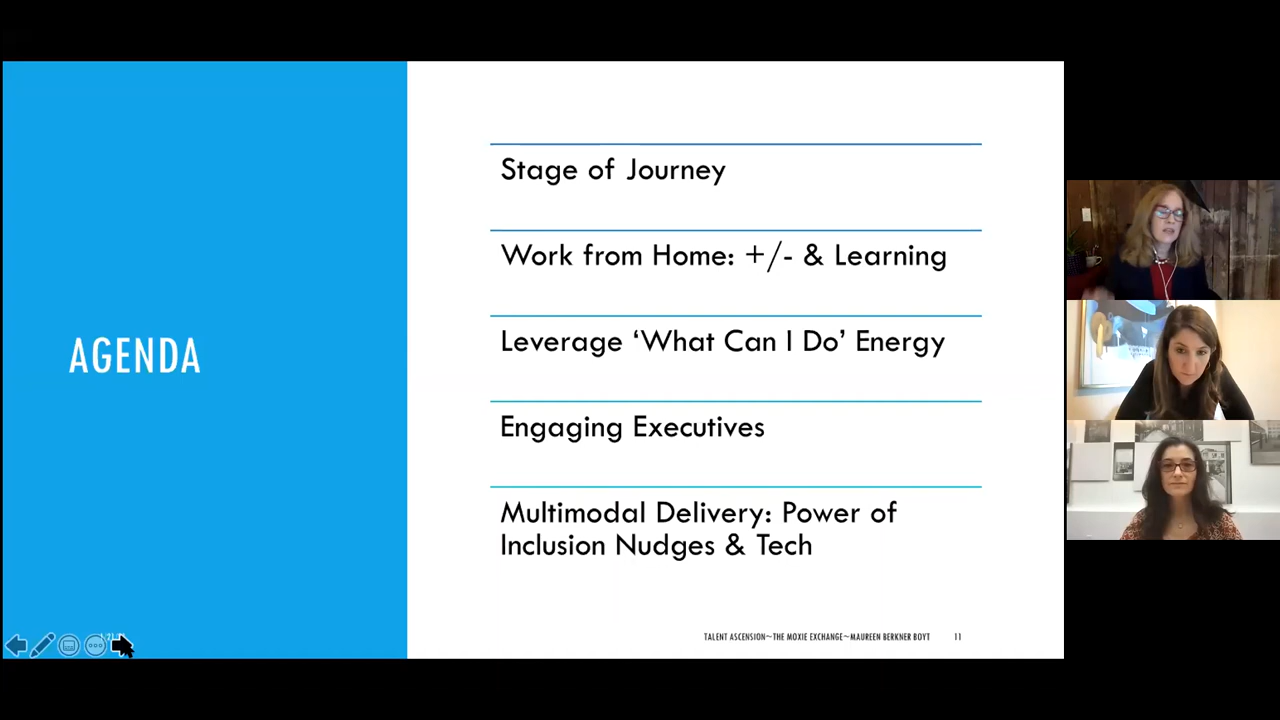 AGENDA
Stage of Journey
Work from Home: +/- & Learning
Leverage ‘What Can I Do’ Energy
Engaging Executives
Multimodal Delivery: Power of
Inclusion Nudges & Tech
TALENT ASCENSION~THE MOXIE EXCHANGE~MAUREEN BERKNER BOYT 11